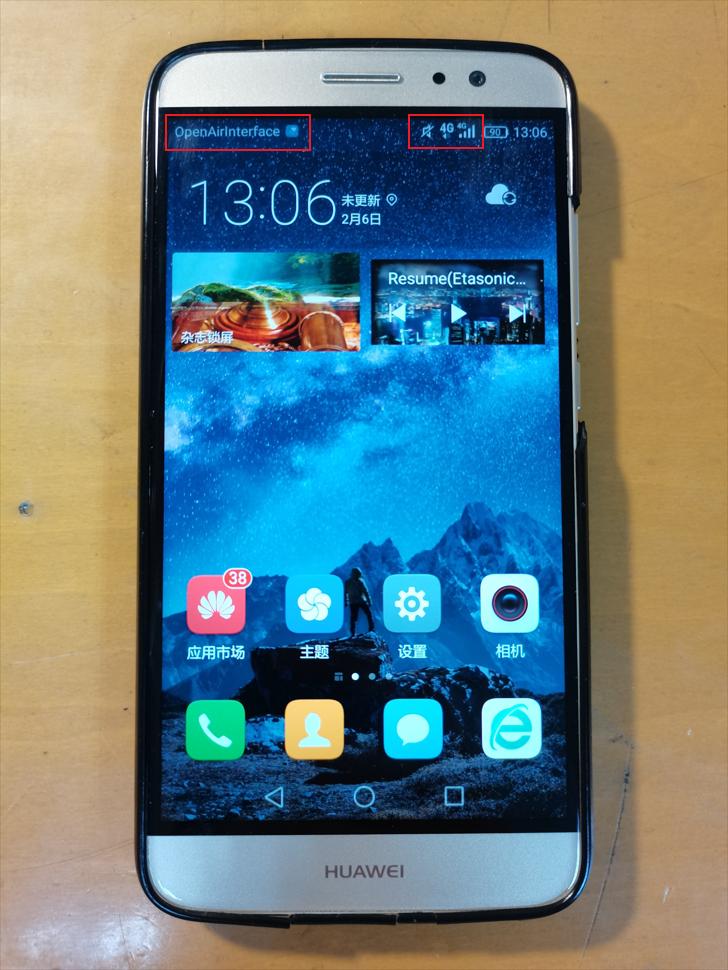 OpenAirInterface 4G 4G 90 13:06
13:06 未更新
2月6日
杂志锁屏
Resume(Etasonic...
38
应用市场 主题 设置 相机
HUAWEI